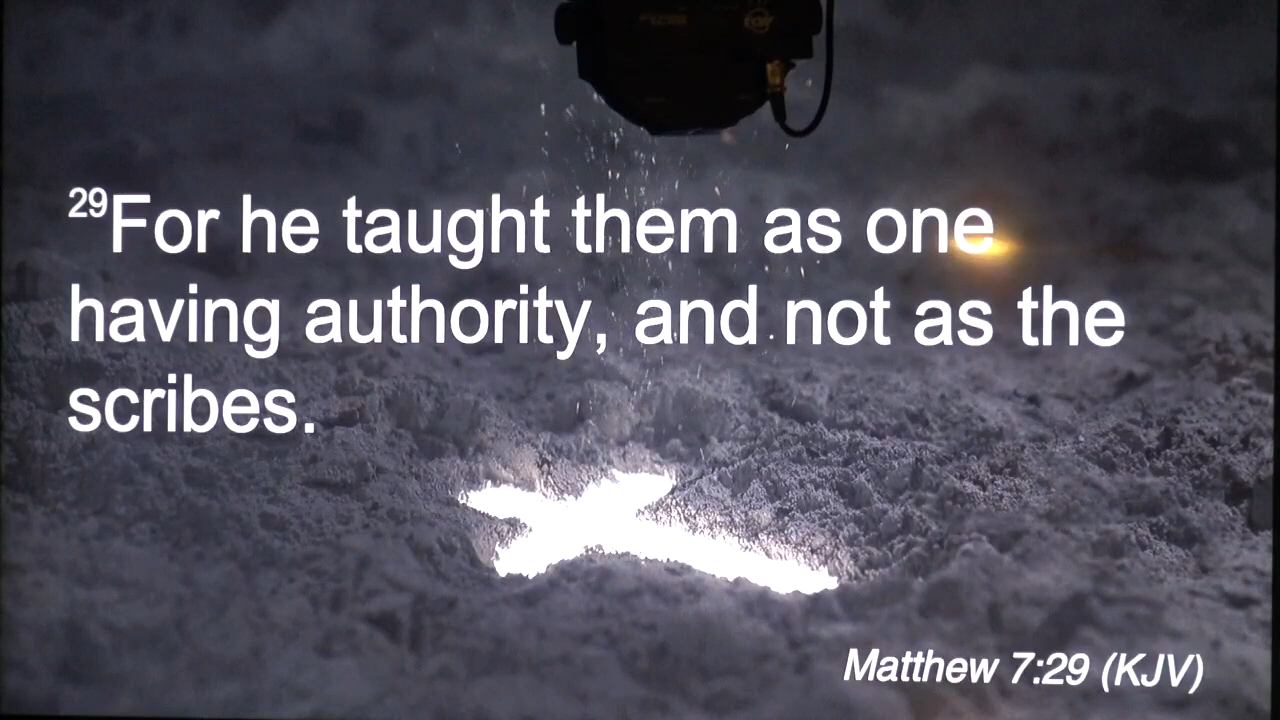 29For he taught them as one
having authority, and not as the
scribes.
Matthew 7:29 (KJV)